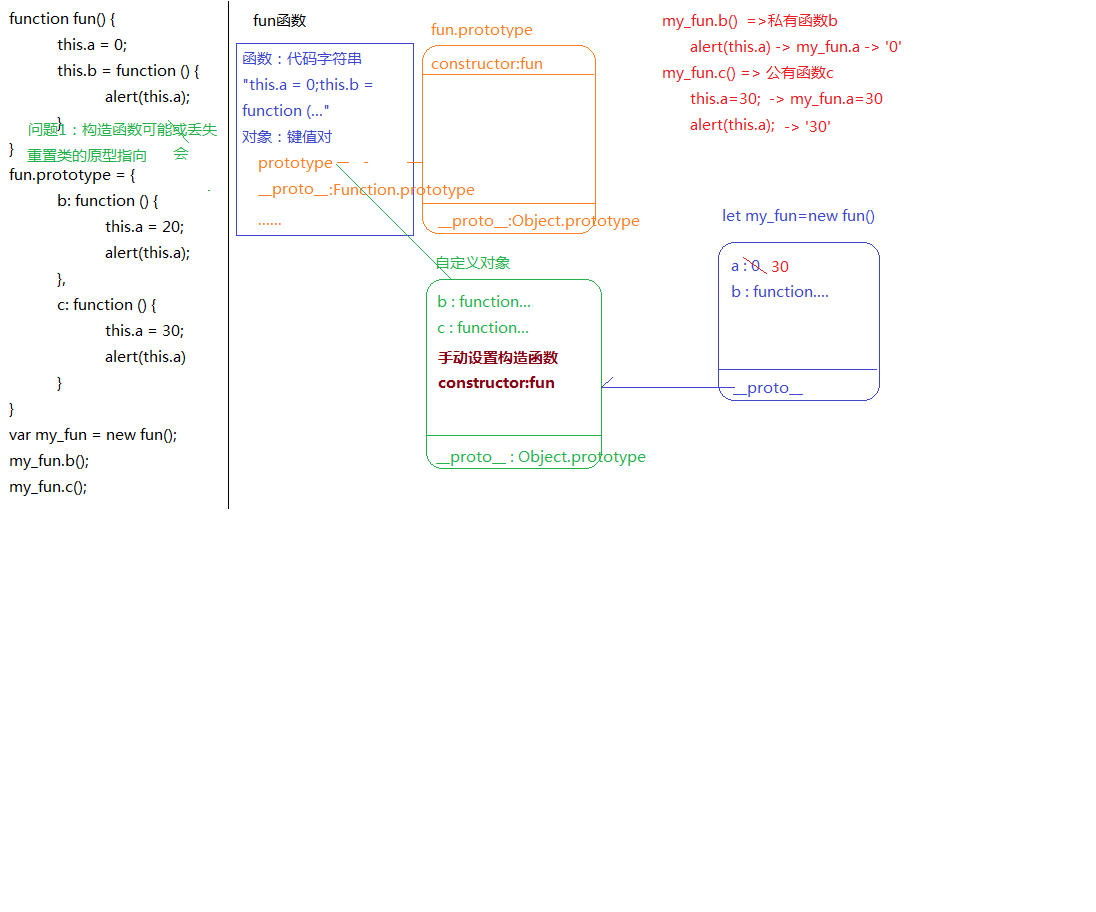 function fun() {
this.a = 0;
this.b = function () {
alert(this.a);
}
问题1：构造函数可能或丢失
会
}
重置类的原型指向
fun.prototype = {
b: function () {
this.a = 20;
alert(this.a);
},
c: function () {
this.a = 30;
alert(this.a)
}
}
var my_fun = new fun();
my_fun.b();
my_fun.c();
fun函数
函数：代码字符串
"this.a = 0;this.b =
function (..."
对象：键值对
prototype
__proto__:Function.prototype
......
fun.prototype
constructor:fun
__proto__:Object.prototype
自定义对象
b : function...
c : function...
手动设置构造函数
constructor:fun
__proto__ : Object.prototype
my_fun.b() =>私有函数b
alert(this.a) -> my_fun.a -> '0'
my_fun.c() => 公有函数c
this.a=30; -> my_fun.a=30
alert(this.a); -> '30'
let my_fun=new fun()
a : 0 30
b : function....
__proto__